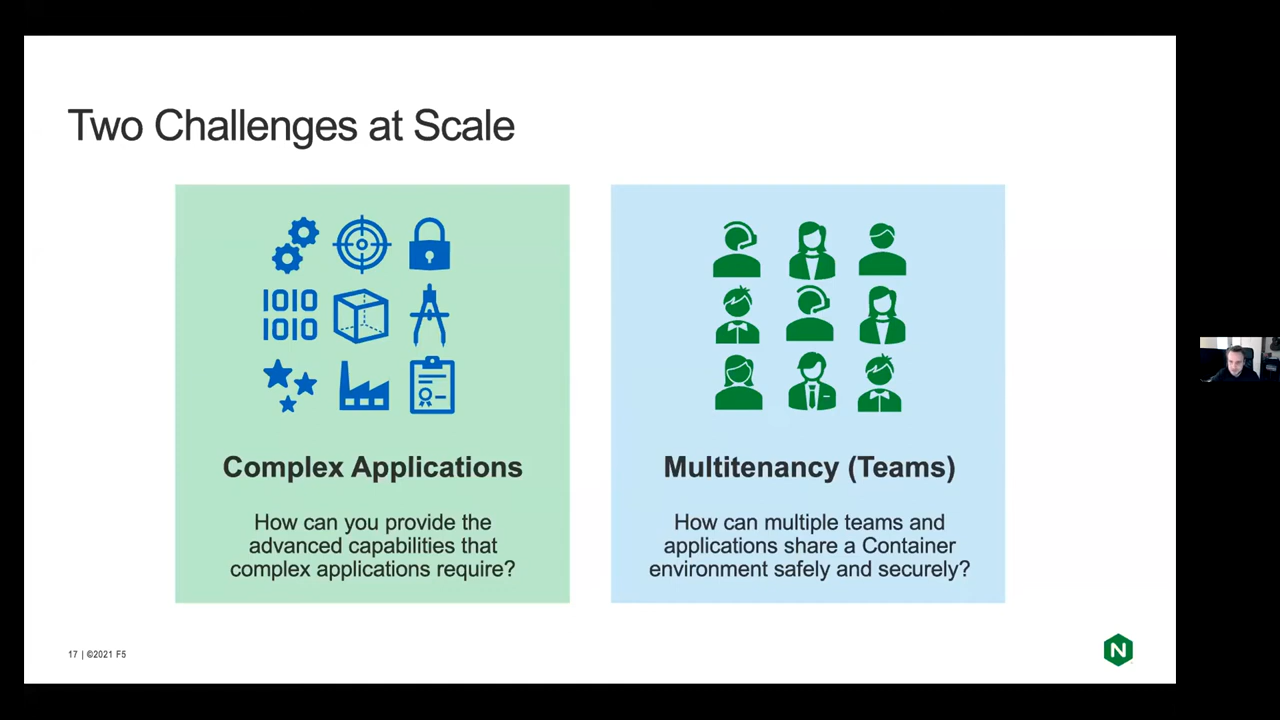 Two Challenges at Scale
1010
1010
Complex Applications
How can you provide the
advanced capabilities that
complex applications require?
Multitenancy (Teams)
How can multiple teams and
applications share a Container
environment safely and securely?
17 | ©2021 F5
N